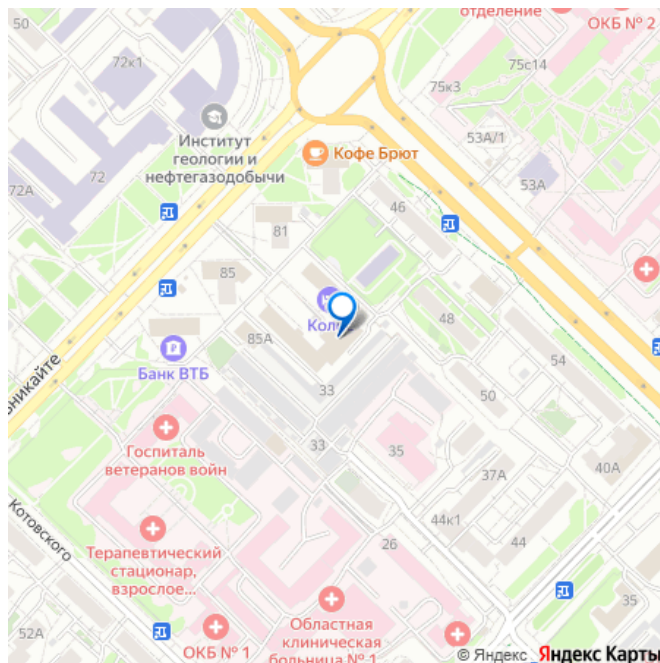 50
отделение
ОКБ № 2
72к1
75с14
75к3
Институт
геологии и
нефтегазодобычи
53А/1
Кофе Брют
72
72А
53А
46
81
85
48
85А
Банк ВТБ
54
33
50
Госпиталь
ветеранов войн
33
35
37А
40А
Котовского
44к1
Терапевтический
стационар,
взрослое...
26
44
35
Областная
клиническая
больница № 1
52А
ОКБ № 1
© Яндекс Яндекс Карты